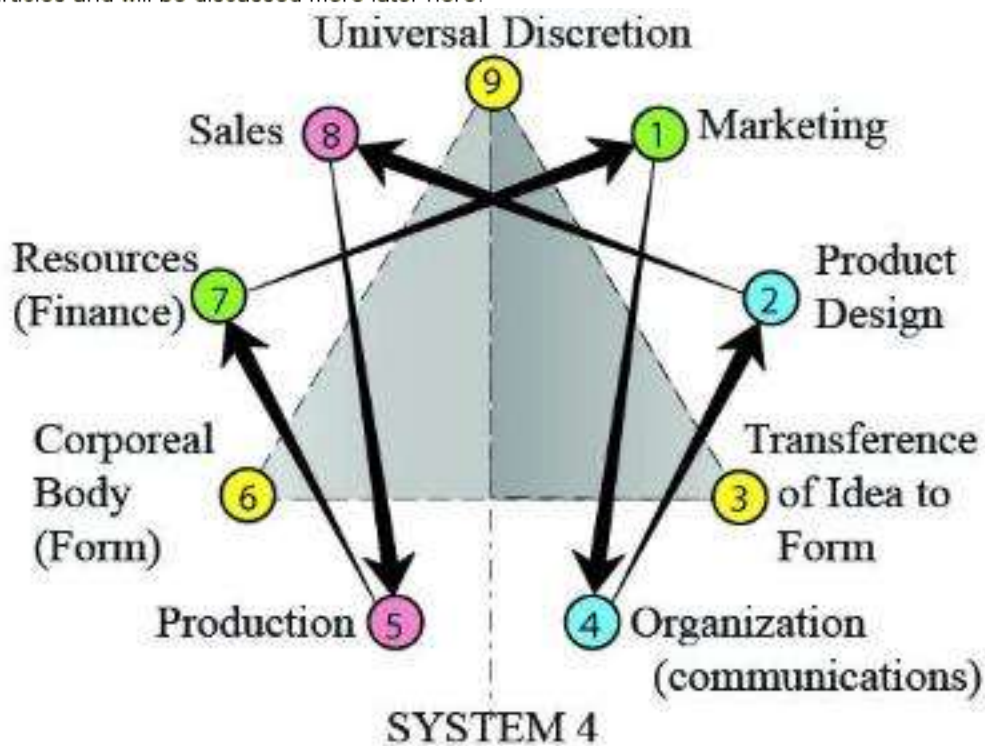 Universal Discretion
9
Sales 8
1 Marketing
Resources
(Finance) 7
2 Product
Design
Corporeal
Body
(Form)
6
3
Transference
of Idea to
Form
Production 5
4 Organization
(communications)
SYSTEM 4